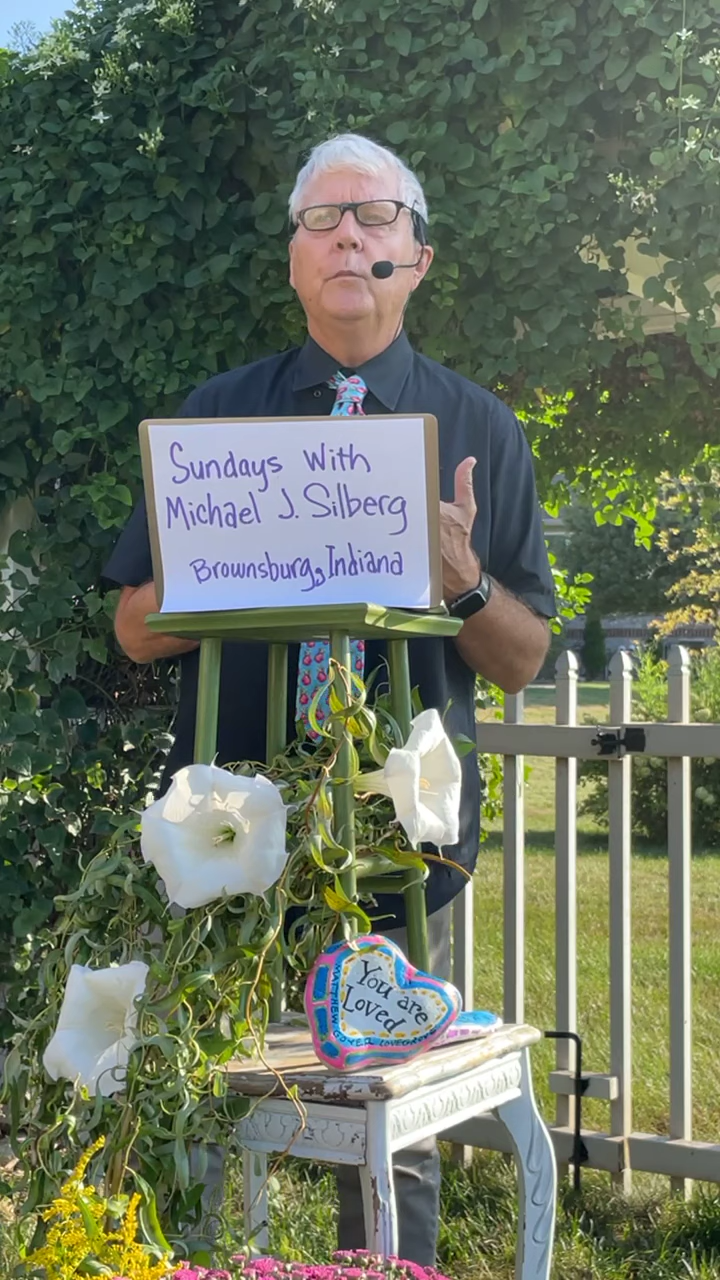 Sundays With
Michael J. Silberg
Brownsburg, Indiana
You are
Loved